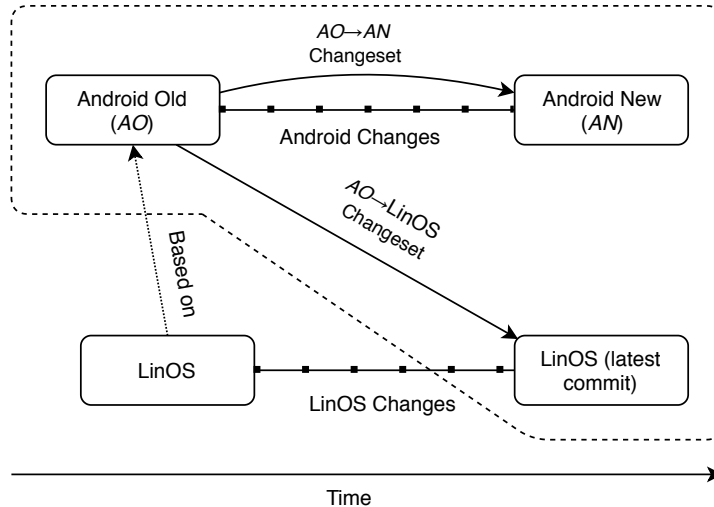 AO→AN
Changeset
Android Old
(AO)
Android New
(AN)
Android Changes
AO→LinOS
Changeset
Based on
LinOS
LinOS (latest
commit)
LinOS Changes
Time